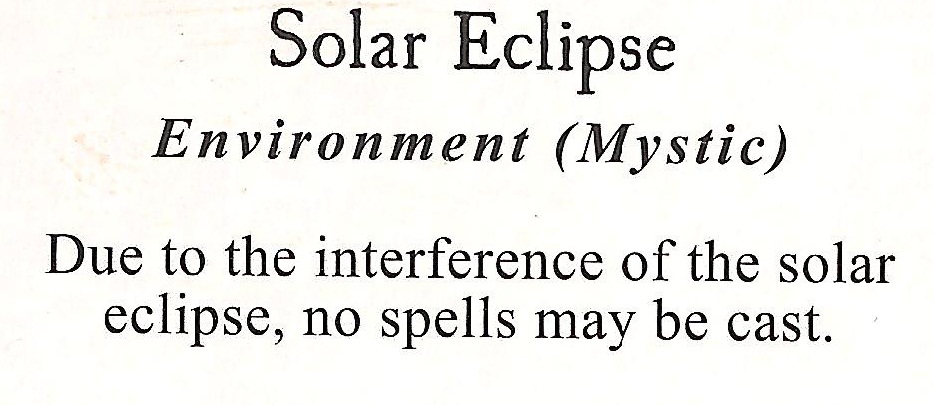 Solar Eclipse
Environment (Mystic)
Due to the interference of the solar
eclipse, no spells may be cast.